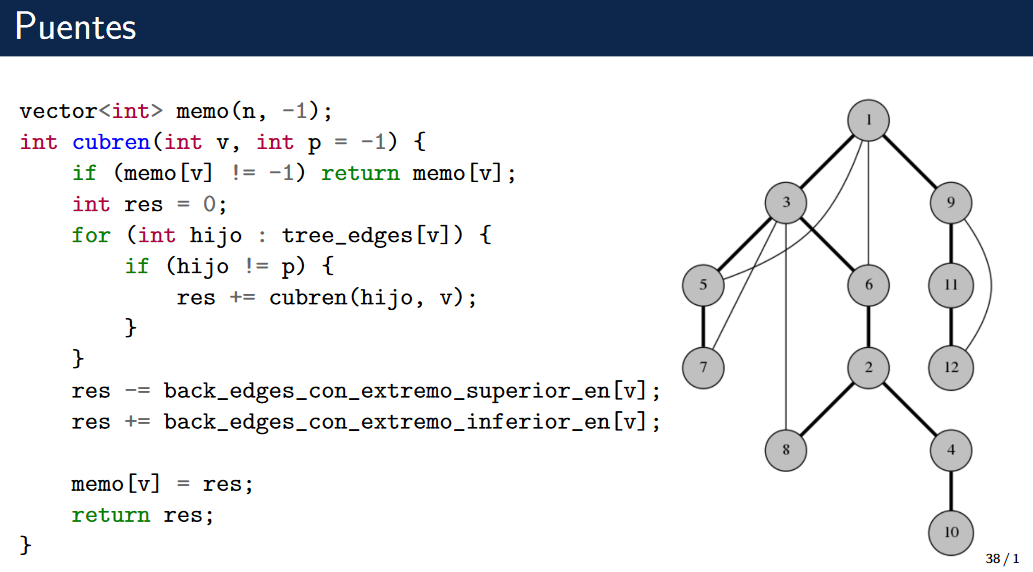 Puentes
vector<int> memo(n, -1);
int cubren(int v, int p = -1) {
    if (memo[v] != -1) return memo[v];
    int res = 0;
    for (int hijo : tree_edges[v]) {
        if (hijo != p) {
            res += cubren(hijo, v);
        }
    }
    res -= back_edges_con_extremo_superior_en[v];
    res += back_edges_con_extremo_inferior_en[v];
    memo[v] = res;
    return res;
}
1
3
9
5
6
11
7
2
12
8
4
10
38 / 1